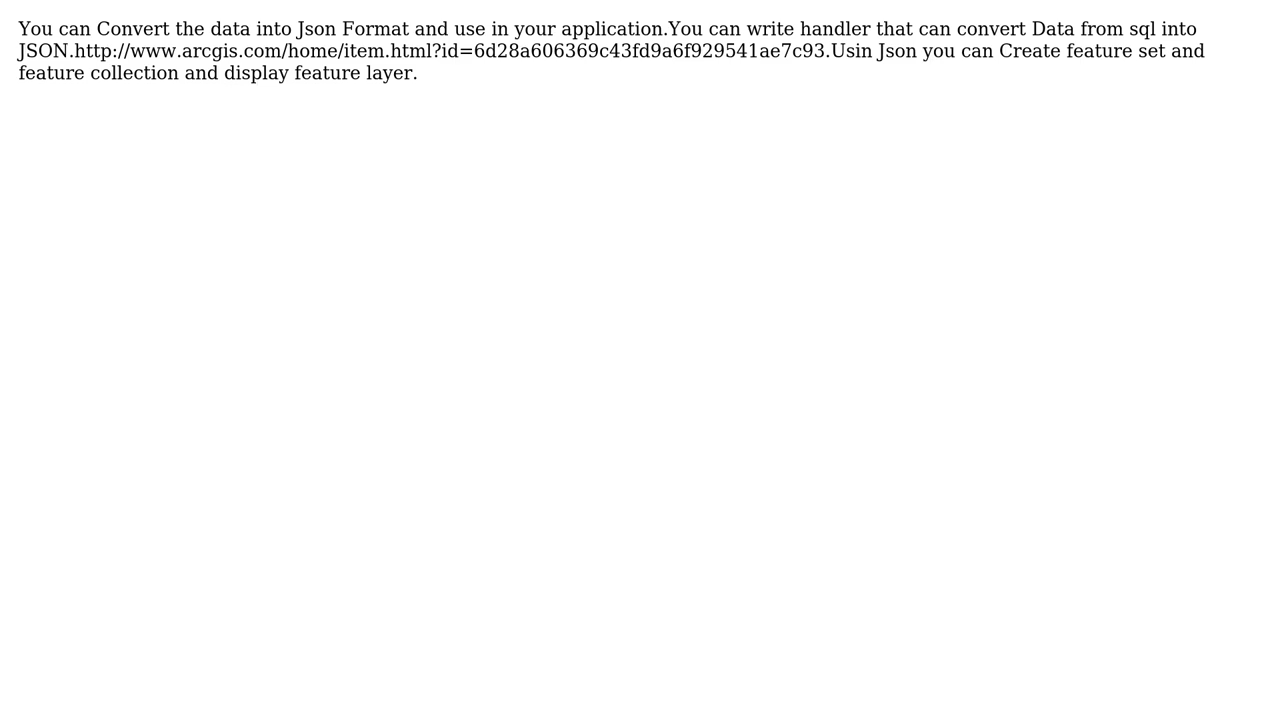 You can Convert the data into Json Format and use in your application.You can write handler that can convert Data from sql into
JSON.http://www.arcgis.com/home/item.html?id=6d28a606369c43fd9a6f929541ae7c93.Usin Json you can Create feature set and
feature collection and display feature layer.